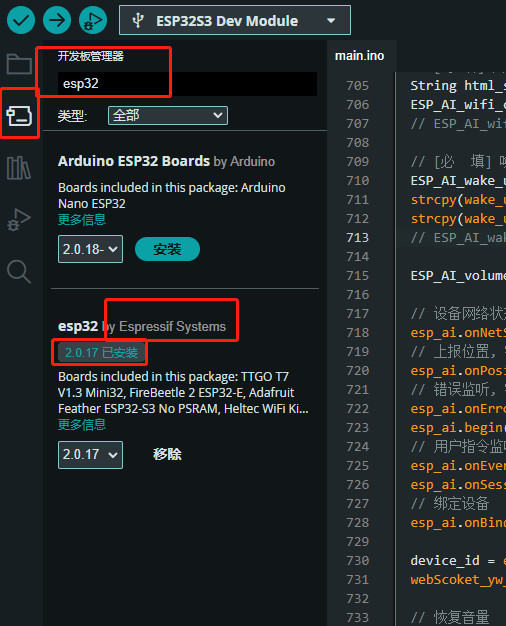 ESP32S3 Dev Module
开发板管理器
esp32
类型:
全部
Arduino ESP32 Boards by Arduino
Boards included in this package: Arduino
Nano ESP32
更多信息
2.0.18-
安装
esp32 by Espressif Systems
2.0.17 已安装
Boards included in this package: TTGO T7
V1.3 Mini32, FireBeetle 2 ESP32-E, Adafruit
Feather ESP32-S3 No PSRAM, Heltec WiFi Ki...
更多信息
2.0.17
移除
main.ino
705 String html_s
706 ESP_AI_wifi_c
707 // ESP_AI_wif
708
709 // [必 填]
710 ESP_AI_wake_u
711 strcpy(wake_u
712 strcpy(wake_u
713 // ESP_AI_wak
714
715 ESP_AI_volume
716
717 // 设备网络状
718 esp_ai.onNetS
719 // 上报位置,
720 esp_ai.onPosi
721 // 错误监听,
722 esp_ai.onErro
723 esp_ai.begin(
724 // 用户指令监
725 esp_ai.onEven
726 esp_ai.onSess
727 // 绑定设备
728 esp_ai.onBind
729
730 device_id = e
731 webScoket_yw_
732
733 // 恢复音量